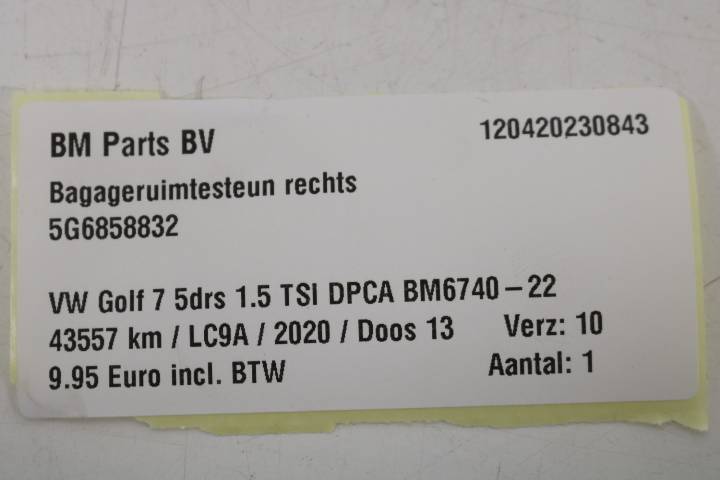 BM Parts BV 120420230843
Bagageruimtesteun rechts
5G6858832
VW Golf 7 5drs 1.5 TSI DPCA BM6740-22
43557 km / LC9A / 2020 / Doos 13 Verz: 10
9.95 Euro incl. BTW Aantal: 1